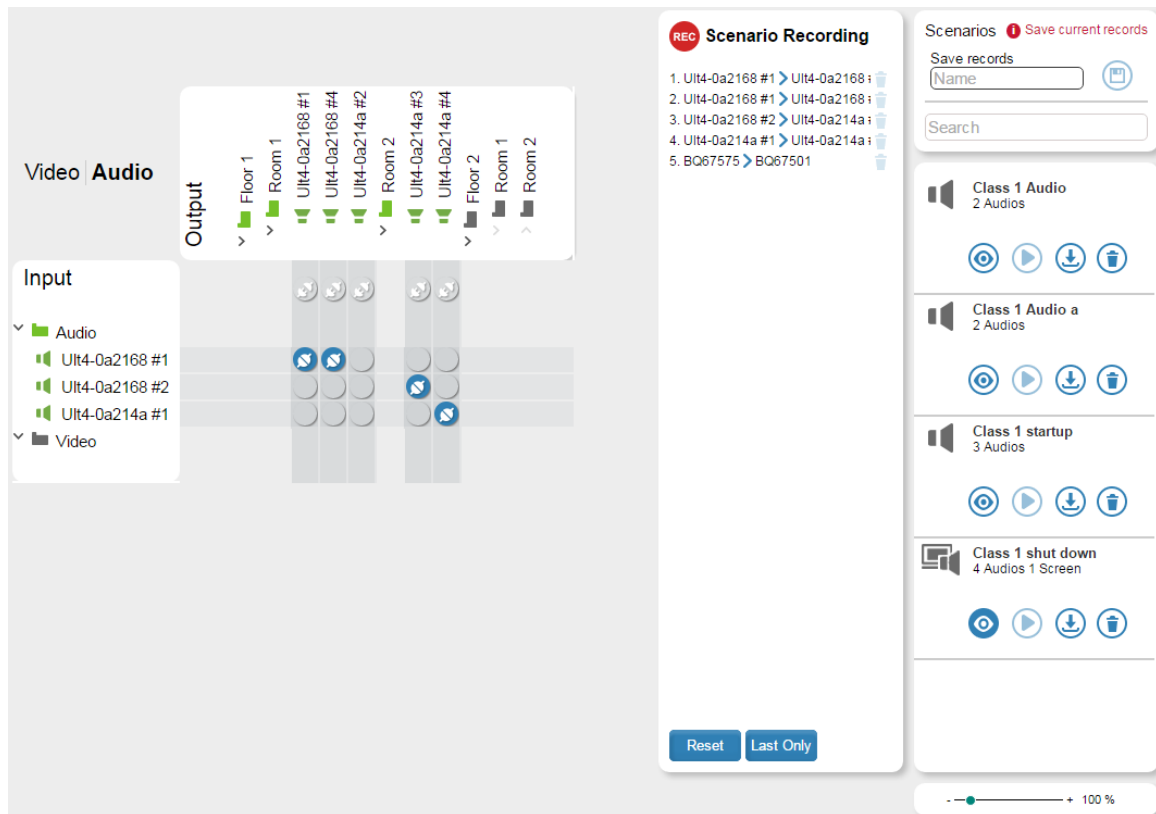 Video Audio
Output
Floor 1
Room 1
Ult4-0a2168 #1
Ult4-0a2168 #4
Ult4-0a214a #2
Room 2
Ult4-0a214a #3
Ult4-0a214a #4
Floor 2
Room 1
Room 2
Input
Audio
Ult4-0a2168 #1
Ult4-0a2168 #2
Ult4-0a214a #1
Video
REC Scenario Recording
1. Ult4-0a2168 #1 Ult4-0a2168
2. Ult4-0a2168 #1 Ult4-0a2168
3. Ult4-0a2168 #2 Ult4-0a214a
4. Ult4-0a214a #1 Ult4-0a214a
5. BQ67575 BQ67501
Reset Last Only
Scenarios Save current records
Save records
Name
Search
Class 1 Audio
2 Audios
Class 1 Audio a
2 Audios
Class 1 startup
3 Audios
Class 1 shut down
4 Audios 1 Screen
- + 100 %